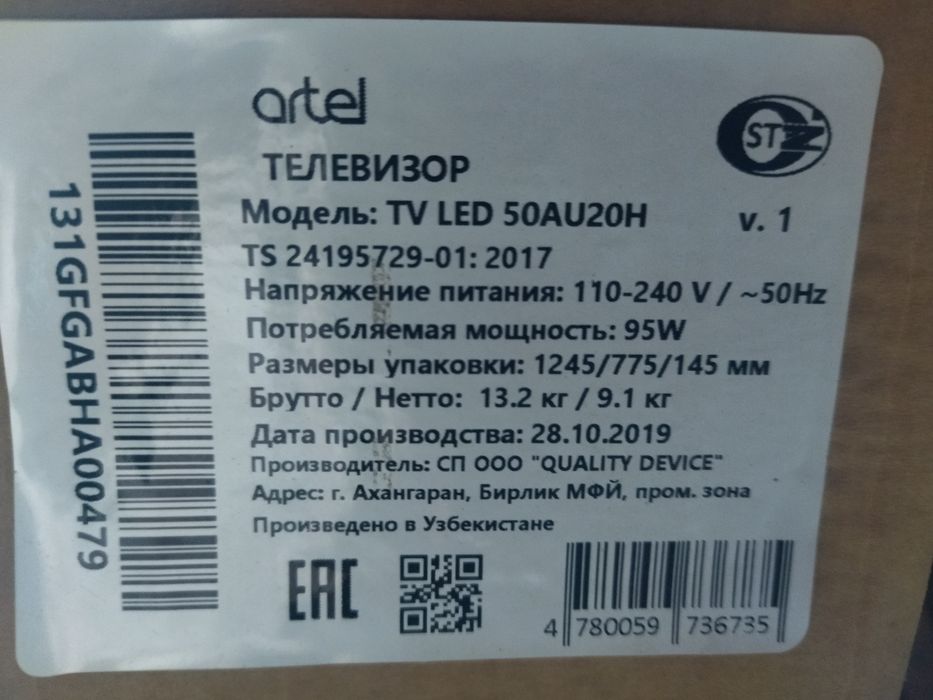 artel
STZ
ТЕЛЕВИЗОР
Модель: TV LED 50AU20H v. 1
TS 24195729-01: 2017
Напряжение питания: 110-240 V / ~50Hz
Потребляемая мощность: 95W
Размеры упаковки: 1245/775/145 мм
Брутто / Нетто: 13.2 кг / 9.1 кг
Дата производства: 28.10.2019
Производитель: СП ООО "QUALITY DEVICE"
Адрес: г. Ахангаран, Бирлик МФЙ, пром. зона
Произведено в Узбекистане
EAC
4 780059 736735
131GFGABHA00479